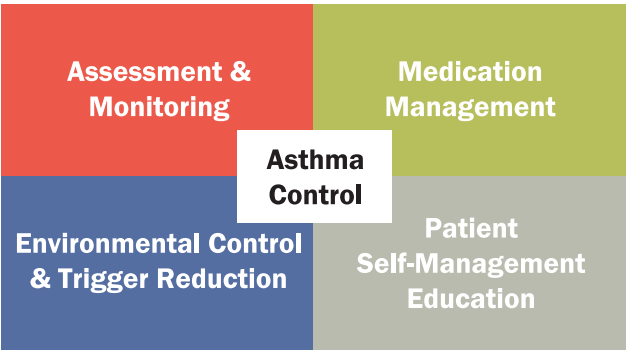 Assessment &
Monitoring
Medication
Management
Asthma
Control
Environmental Control
& Trigger Reduction
Patient
Self-Management
Education